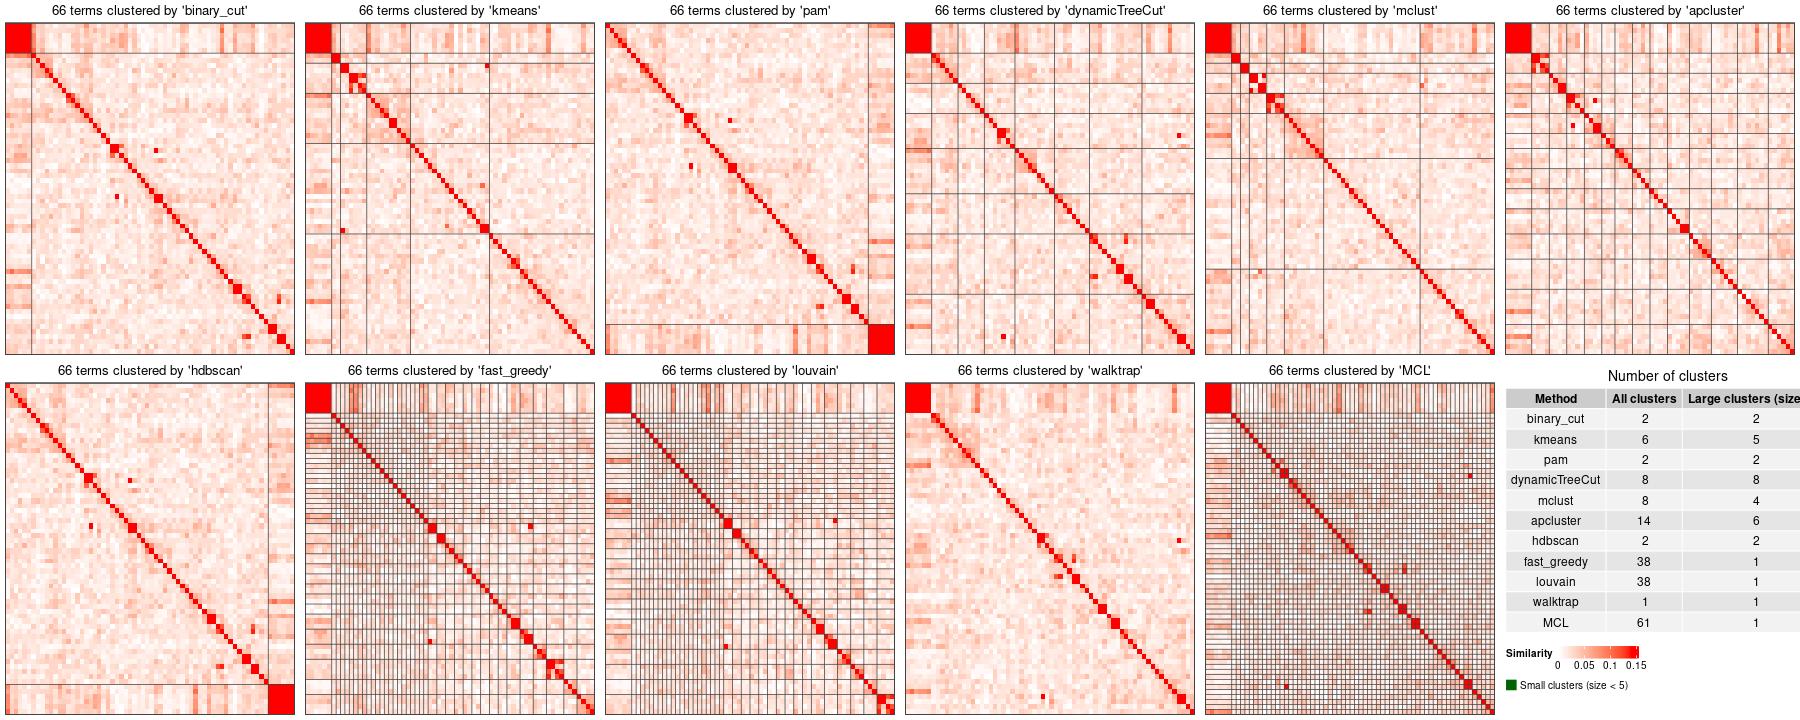 66 terms clustered by 'binary_cut'
66 terms clustered by 'kmeans'
66 terms clustered by 'pam'
66 terms clustered by 'dynamicTreeCut'
66 terms clustered by 'mclust'
66 terms clustered by 'apcluster'
66 terms clustered by 'hdbscan'
66 terms clustered by 'fast_greedy'
66 terms clustered by 'louvain'
66 terms clustered by 'walktrap'
66 terms clustered by 'MCL'
Number of clusters
Method All clusters Large clusters (size
binary_cut 2 2
kmeans 6 5
pam 2 2
dynamicTreeCut 8 8
mclust 8 4
apcluster 14 6
hdbscan 2 2
fast_greedy 38 1
louvain 38 1
walktrap 1 1
MCL 61 1
Similarity
0 0.05 0.1 0.15
Small clusters (size < 5)